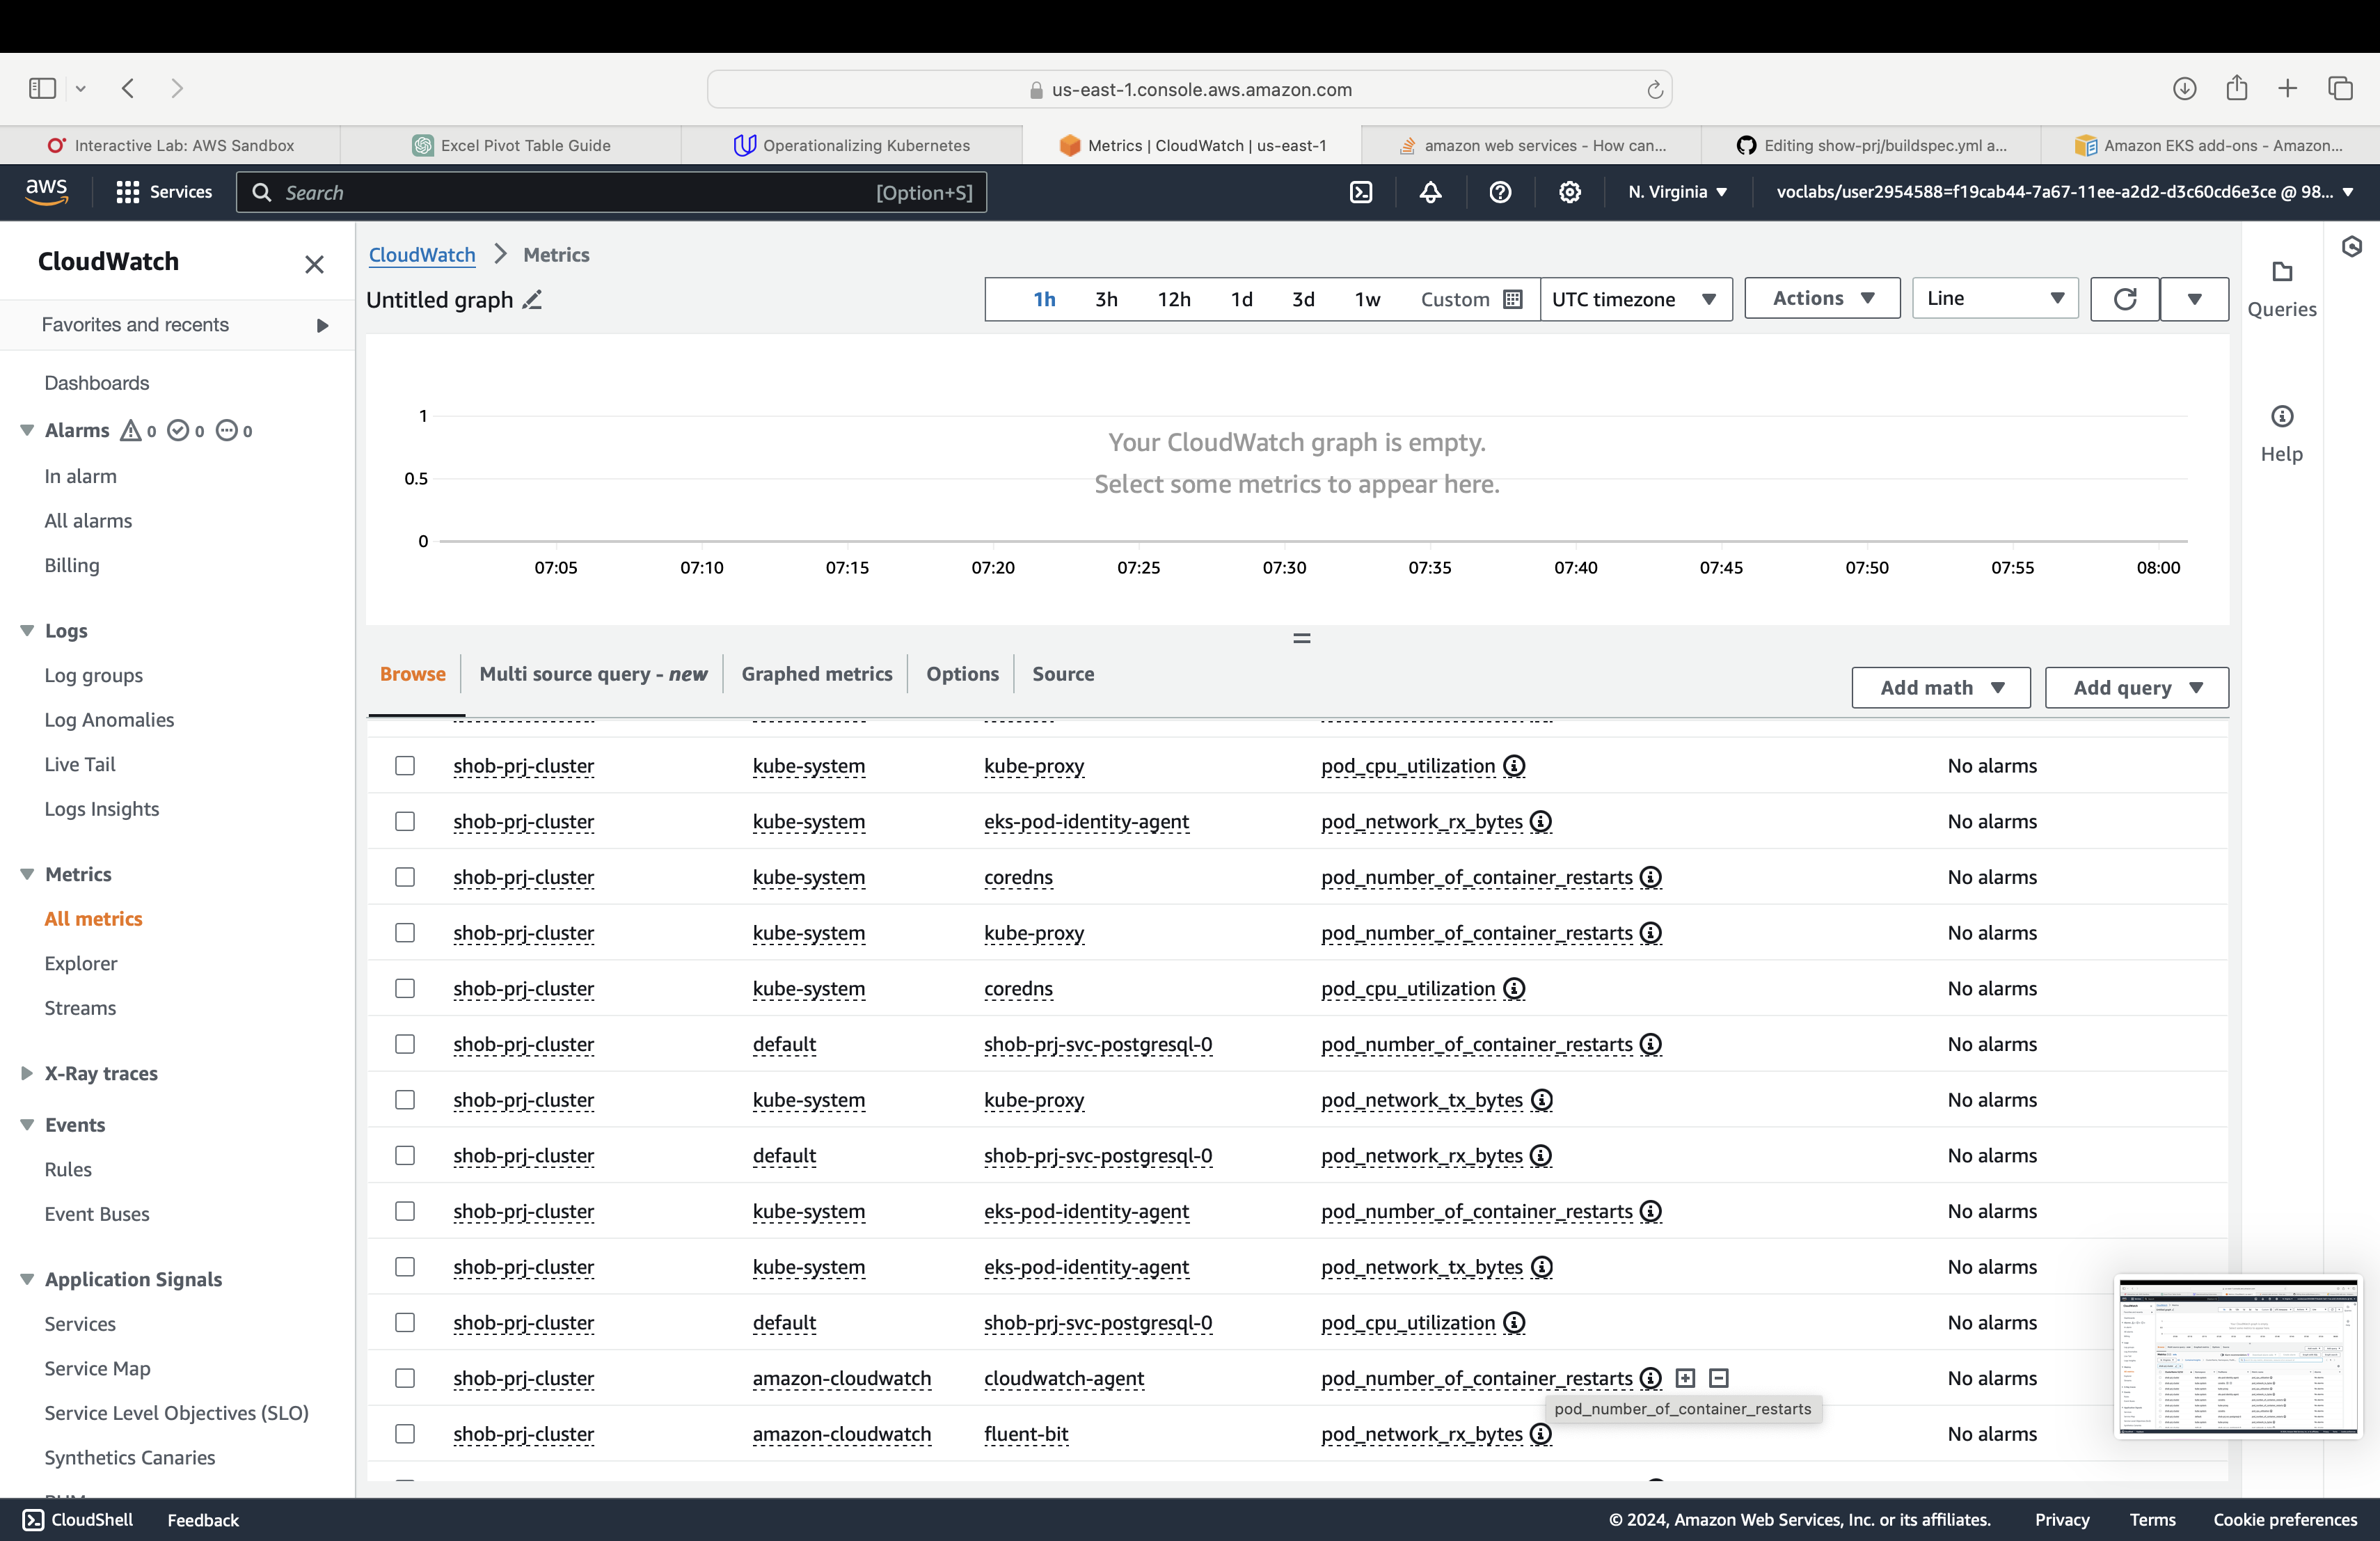 us-east-1.console.aws.amazon.com
Interactive Lab: AWS Sandbox
Excel Pivot Table Guide
Operationalizing Kubernetes
Metrics | CloudWatch | us-east-1
amazon web services - How can...
Editing show-prj/buildspec.yml a...
Amazon EKS add-ons - Amazon...
aws
Services
Search
[Option+S]
N. Virginia
voclabs/user2954588=f19cab44-7a67-11ee-a2d2-d3c60cd6e3ce @ 98...
CloudWatch
Favorites and recents
Dashboards
Alarms 0 0 0
In alarm
All alarms
Billing
Logs
Log groups
Log Anomalies
Live Tail
Logs Insights
Metrics
All metrics
Explorer
Streams
X-Ray traces
Events
Rules
Event Buses
Application Signals
Services
Service Map
Service Level Objectives (SLO)
Synthetics Canaries
CloudWatch > Metrics
Untitled graph
1h 3h 12h 1d 3d 1w Custom
UTC timezone
Actions
Line
Queries
Help
1
0.5
0
Your CloudWatch graph is empty.
Select some metrics to appear here.
07:05 07:10 07:15 07:20 07:25 07:30 07:35 07:40 07:45 07:50 07:55 08:00
Browse
Multi source query - new
Graphed metrics
Options
Source
Add math
Add query
shob-prj-cluster kube-system kube-proxy pod_cpu_utilization No alarms
shob-prj-cluster kube-system eks-pod-identity-agent pod_network_rx_bytes No alarms
shob-prj-cluster kube-system coredns pod_number_of_container_restarts No alarms
shob-prj-cluster kube-system kube-proxy pod_number_of_container_restarts No alarms
shob-prj-cluster kube-system coredns pod_cpu_utilization No alarms
shob-prj-cluster default shob-prj-svc-postgresql-0 pod_number_of_container_restarts No alarms
shob-prj-cluster kube-system kube-proxy pod_network_tx_bytes No alarms
shob-prj-cluster default shob-prj-svc-postgresql-0 pod_network_rx_bytes No alarms
shob-prj-cluster kube-system eks-pod-identity-agent pod_number_of_container_restarts No alarms
shob-prj-cluster kube-system eks-pod-identity-agent pod_network_tx_bytes No alarms
shob-prj-cluster default shob-prj-svc-postgresql-0 pod_cpu_utilization No alarms
shob-prj-cluster amazon-cloudwatch cloudwatch-agent pod_number_of_container_restarts No alarms
pod_number_of_container_restarts
shob-prj-cluster amazon-cloudwatch fluent-bit pod_network_rx_bytes No alarms
CloudShell
Feedback
© 2024, Amazon Web Services, Inc. or its affiliates.
Privacy
Terms
Cookie preferences